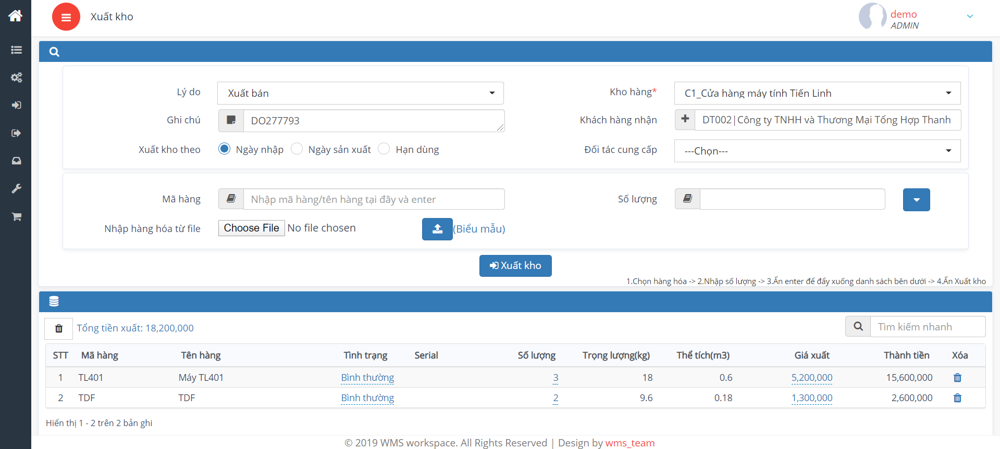 Xuất kho
demo
ADMIN
Lý do
Xuất bán
Kho hàng*
C1_Cửa hàng máy tính Tiến Linh
Ghi chú
DO277793
Khách hàng nhận
DT002|Công ty TNHH và Thương Mại Tổng Hợp Thanh
Xuất kho theo
Ngày nhập
Ngày sản xuất
Hạn dùng
Đối tác cung cấp
---Chọn---
Mã hàng
Nhập mã hàng/tên hàng tại đây và enter
Số lượng
Nhập hàng hóa từ file
Choose File No file chosen
(Biểu mẫu)
Xuất kho
1.Chọn hàng hóa -> 2.Nhập số lượng -> 3.Ấn enter để đẩy xuống danh sách bên dưới -> 4.Ấn Xuất kho
Tổng tiền xuất: 18,200,000
Tìm kiếm nhanh
STT Mã hàng Tên hàng Tình trạng Serial Số lượng Trọng lượng(kg) Thể tích(m3) Giá xuất Thành tiền Xóa
1 TL401 Máy TL401 Bình thường 3 18 0.6 5,200,000 15,600,000
2 TDF TDF Bình thường 2 9.6 0.18 1,300,000 2,600,000
Hiển thị 1 - 2 trên 2 bản ghi
© 2019 WMS workspace. All Rights Reserved | Design by wms_team